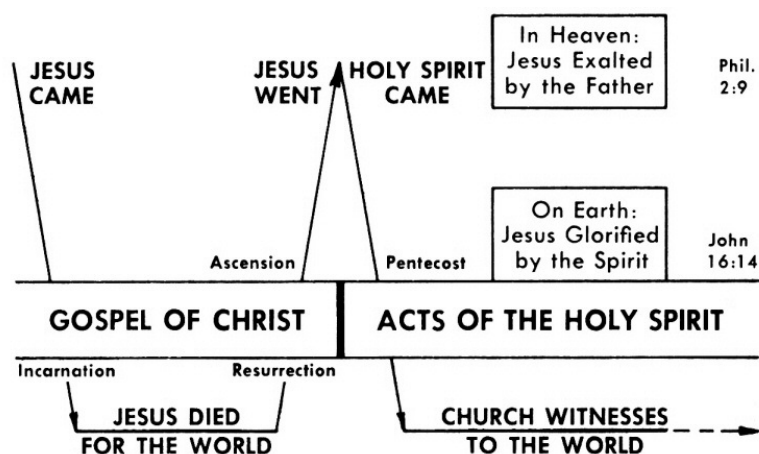 JESUS
CAME
JESUS
WENT
HOLY SPIRIT
CAME
In Heaven:
Jesus Exalted
by the Father
Phil.
2:9
Ascension
Pentecost
On Earth:
Jesus Glorified
by the Spirit
John
16:14
GOSPEL OF CHRIST
ACTS OF THE HOLY SPIRIT
Incarnation
Resurrection
JESUS DIED
FOR THE WORLD
CHURCH WITNESSES
TO THE WORLD